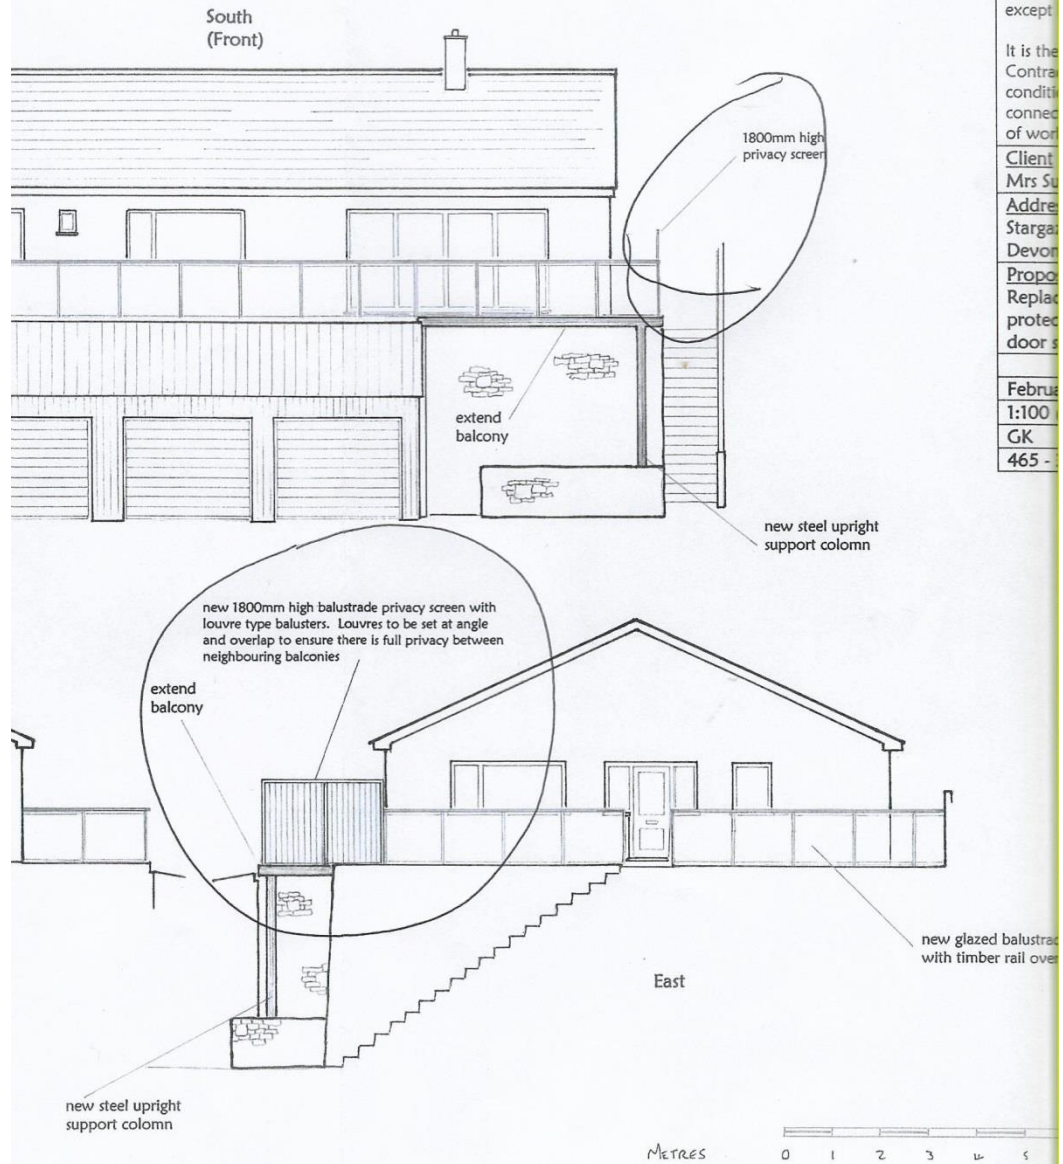 South
(Front)
1800mm high
privacy screen
extend
balcony
new steel upright
support colomn
new 1800mm high balustrade privacy screen with
louvre type balusters. Louvres to be set at angle
and overlap to ensure there is full privacy between
neighbouring balconies
extend
balcony
new glazed balustrad
with timber rail over
East
new steel upright
support colomn
METRES
0 1 2 3 4 5
except
It is the
Contra
conditi
connec
of wor
Client
Mrs Su
Addre
Stargaz
Devon
Propo
Replac
protec
door s
Februa
1:100
GK
465 -